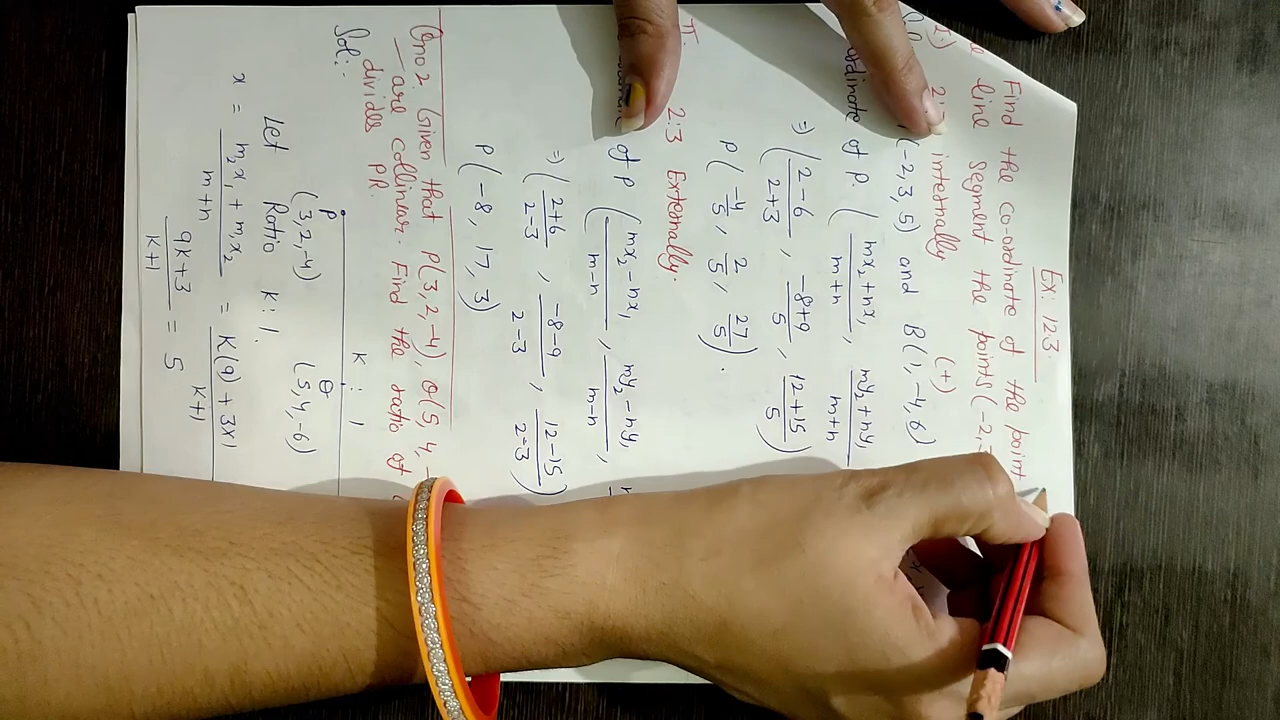 Ex: 12.3.
Find the co-ordinate of the point
line segment the points (-2,
internally (+)
(-2, 3, 5) and B(1, -4, 6)
ordinate of P. (mx₂+nx₁/m+n, my₂+ny₁/m+n
⇒ (2-6/2+3, -8+9/5, 12+15/5)
P(-4/5, 2/5, 27/5).
II. 2:3 Externally.
of P (mx₂-nx₁/m-n, my₂-ny₁/m-n,
⇒ (2+6/2-3, -8-9/2-3, 12-15/2-3)
P(-8, 17, 3)
Qno2. Given that P(3, 2, -4), Q(5, 4,
are collinear. Find the ratio of
divides PR.
Sol:-
K : 1
P Q
(3, 2, -4) (5, 4, -6)
Let Ratio K : 1.
x = m₂x₁ + m₁x₂/m+n = K(9) + 3×1/K+1
9K+3/K+1 = 5